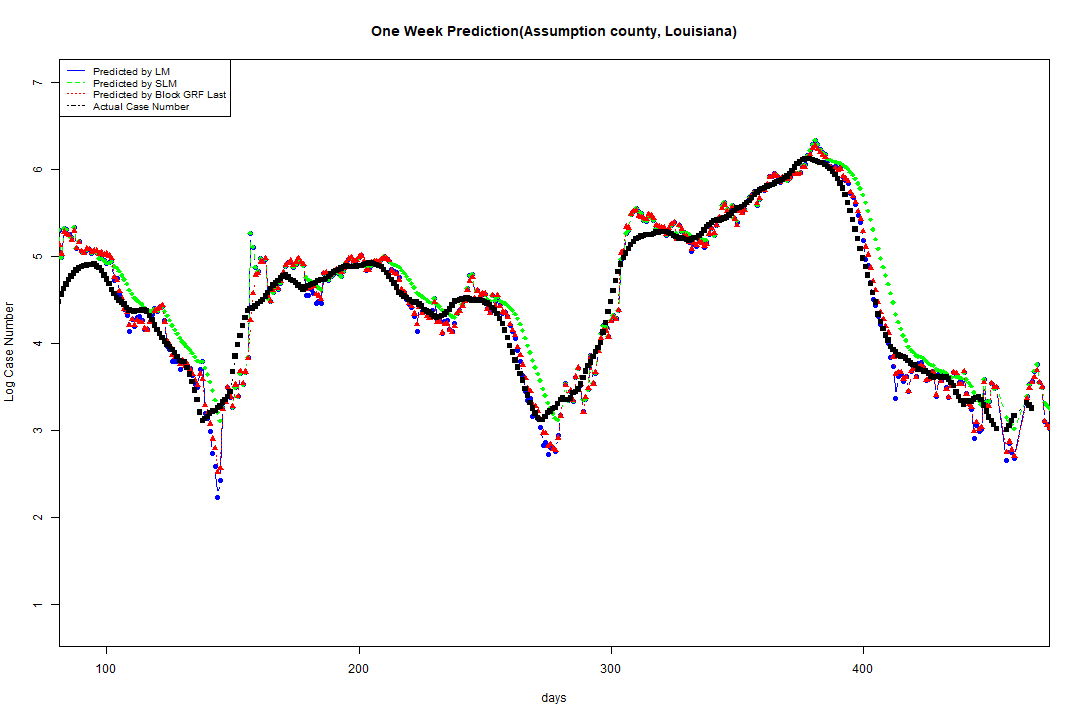 One Week Prediction(Assumption county, Louisiana)
Predicted by LM
Predicted by SLM
Predicted by Block GRF Last
Actual Case Number
7
6
5
4
3
2
1
Log Case Number
100 200 300 400
days